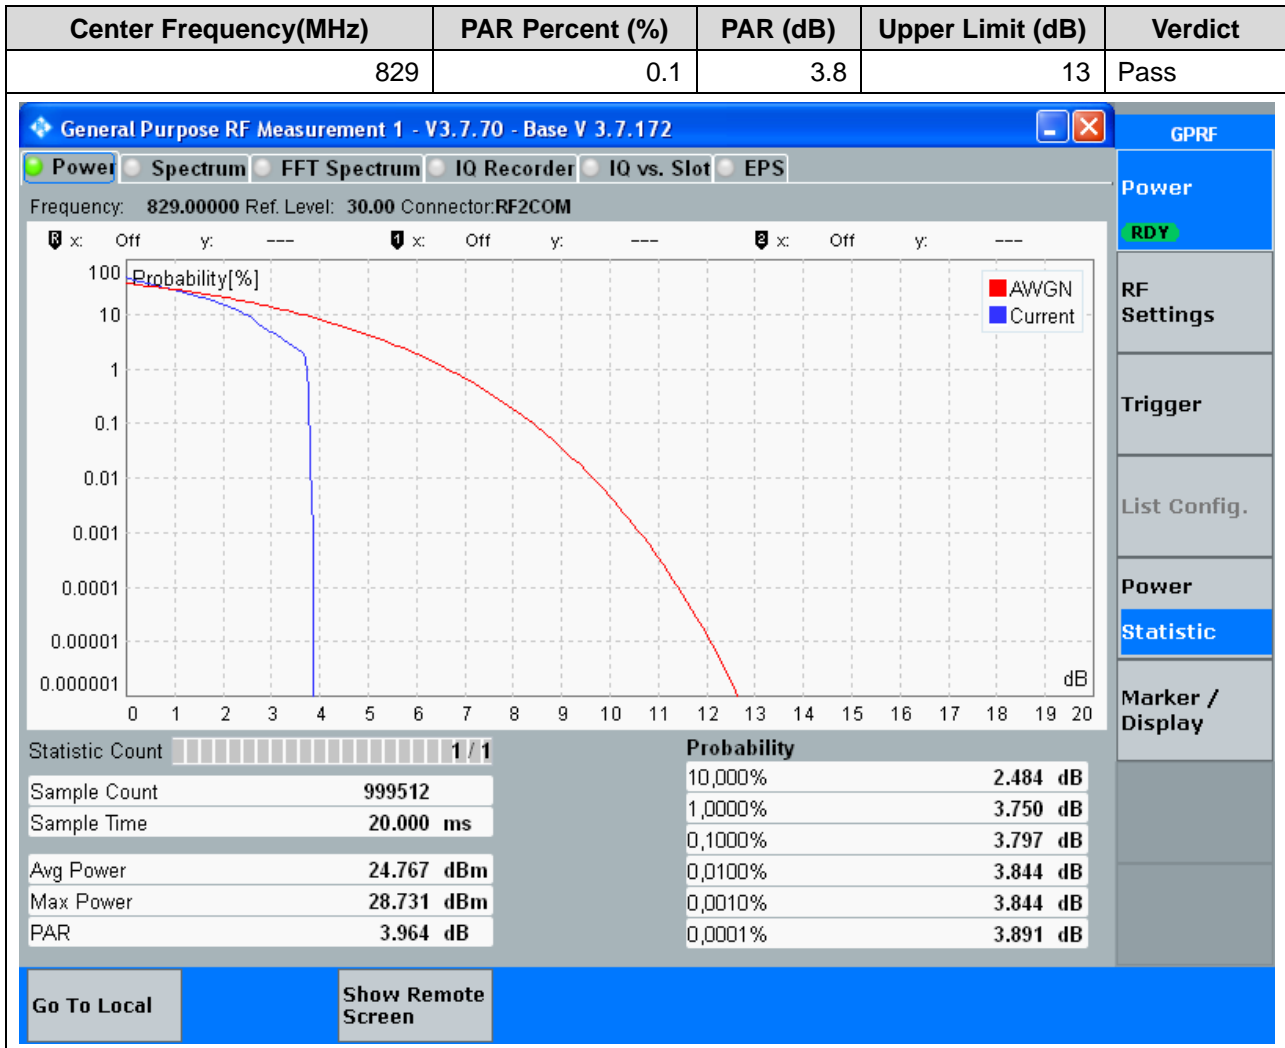 Center Frequency(MHz) PAR Percent (%) PAR (dB) Upper Limit (dB) Verdict
829 0.1 3.8 13 Pass
General Purpose RF Measurement 1 - V3.7.70 - Base V 3.7.172
GPRF
Power Spectrum FFT Spectrum IQ Recorder IQ vs. Slot EPS
Power
RDY
Frequency: 829.00000 Ref. Level: 30.00 Connector:RF2COM
R x: Off y: --- 1 x: Off y: --- 2 x: Off y: ---
Probability[%]
AWGN
Current
100
10
1
0.1
0.01
0.001
0.0001
0.00001
0.000001
dB
0 1 2 3 4 5 6 7 8 9 10 11 12 13 14 15 16 17 18 19 20
RF
Settings
Trigger
List Config.
Power
Statistic
Marker /
Display
Statistic Count 1 / 1
Sample Count 999512
Sample Time 20.000 ms
Avg Power 24.767 dBm
Max Power 28.731 dBm
PAR 3.964 dB
Probability
10,000% 2.484 dB
1,0000% 3.750 dB
0,1000% 3.797 dB
0,0100% 3.844 dB
0,0010% 3.844 dB
0,0001% 3.891 dB
Go To Local
Show Remote
Screen